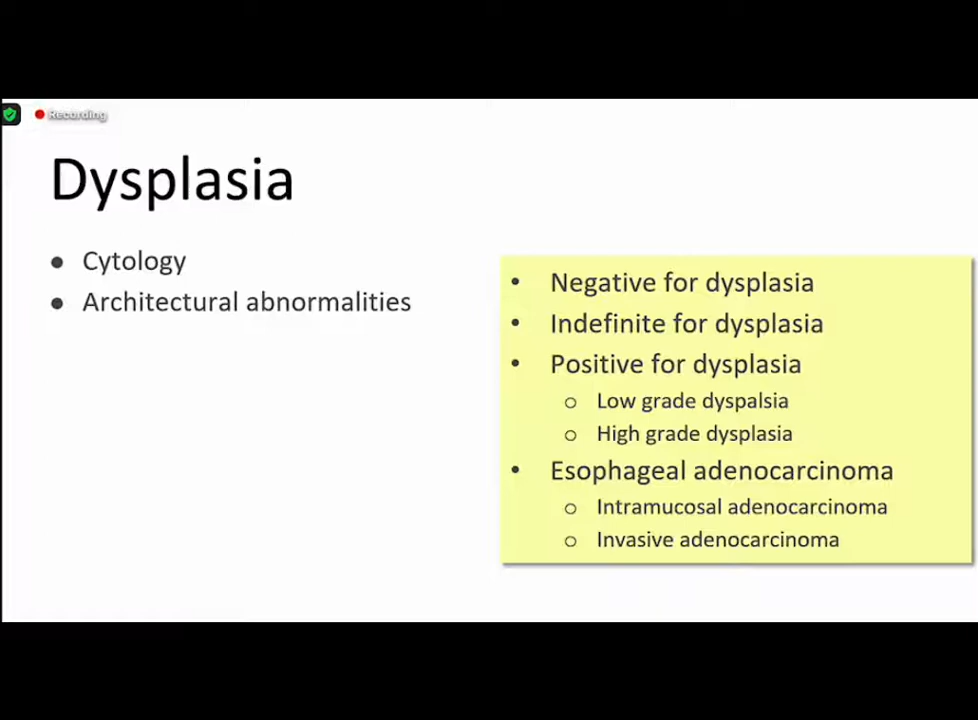 Recording
Dysplasia
● Cytology
● Architectural abnormalities
• Negative for dysplasia
• Indefinite for dysplasia
• Positive for dysplasia
o Low grade dyspalsia
o High grade dysplasia
• Esophageal adenocarcinoma
o Intramucosal adenocarcinoma
o Invasive adenocarcinoma